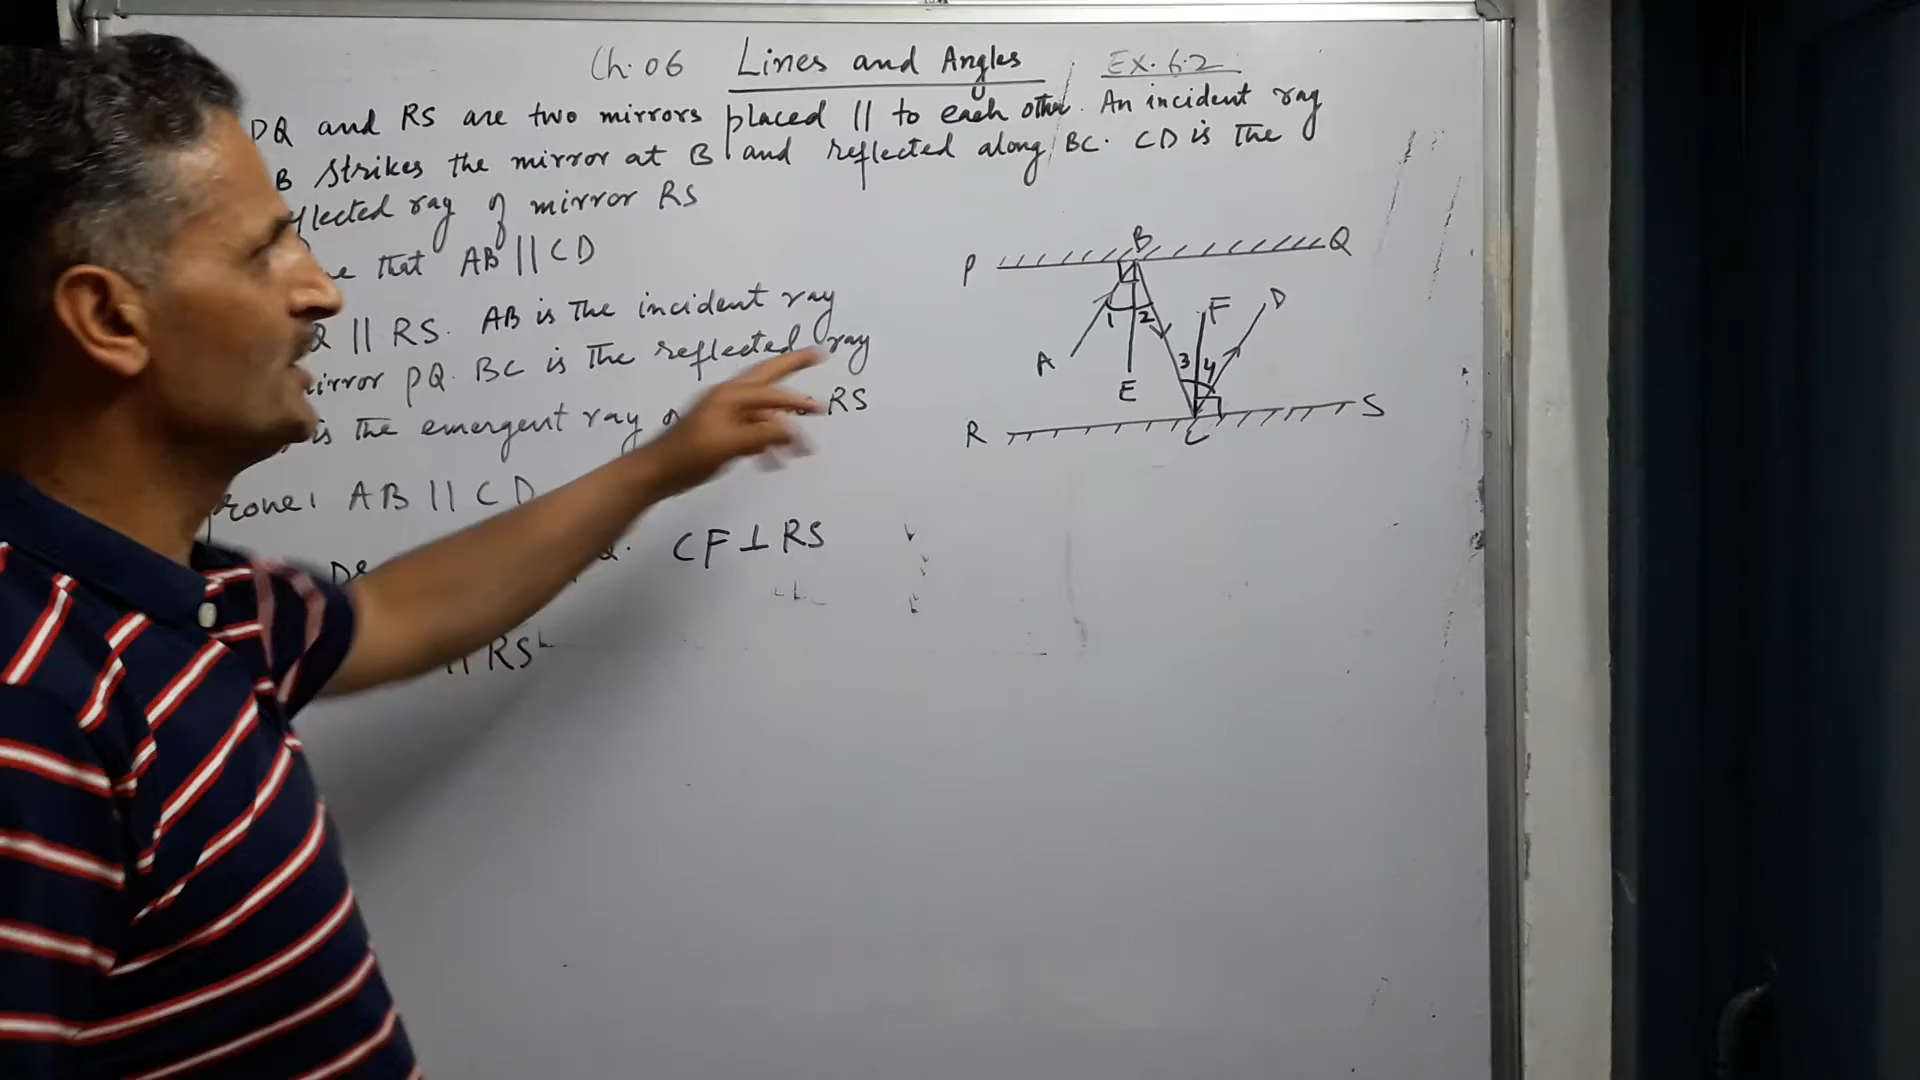 Ch. 06 Lines and Angles Ex. 6.2
PQ and RS are two mirrors placed || to each other. An incident ray
B strikes the mirror at B and reflected along BC. CD is the
flected ray of mirror RS
that AB || CD
Q || RS. AB is the incident ray
irror PQ. BC is the reflected ray
is the emergent ray RS
prove: AB || CD
CF ⊥ RS
|| RS
P B Q
F D
1 2
A 3 4
E
R C S